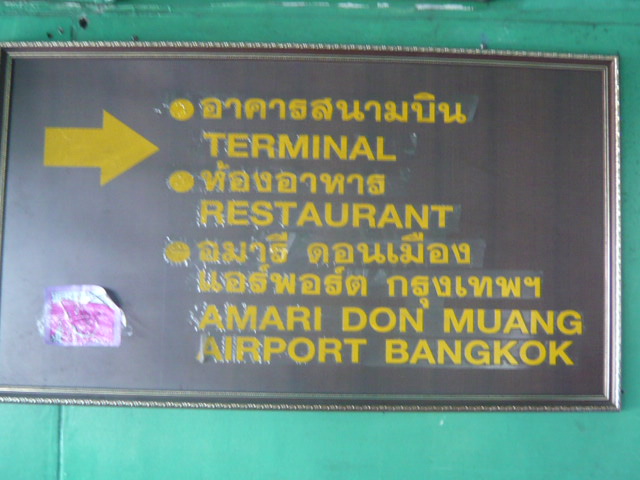 อาคารสนามบิน
TERMINAL
ห้องอาหาร
RESTAURANT
อมารี ดอนเมือง
แอร์พอร์ต กรุงเทพฯ
AMARI DON MUANG
AIRPORT BANGKOK